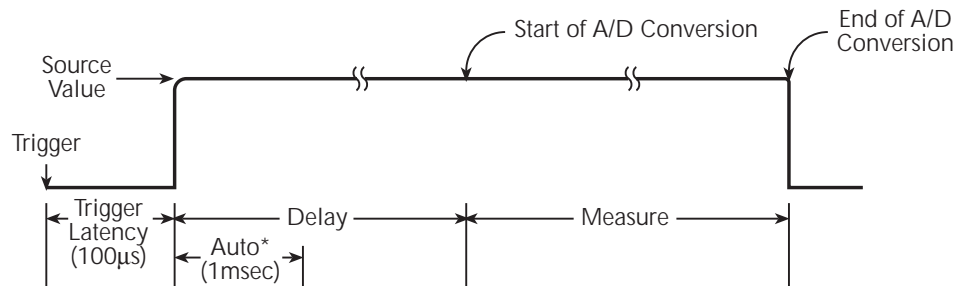 Start of A/D Conversion
End of A/D
Conversion
Source
Value
Trigger
Trigger
Latency
(100µs)
Delay
Measure
Auto*
(1msec)